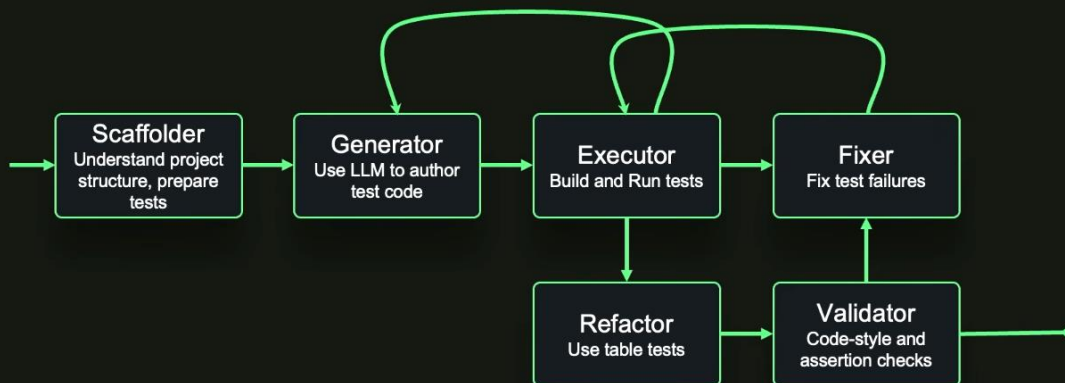 Scaffolder
Understand project
structure, prepare
tests
Generator
Use LLM to author
test code
Executor
Build and Run tests
Fixer
Fix test failures
Refactor
Use table tests
Validator
Code-style and
assertion checks